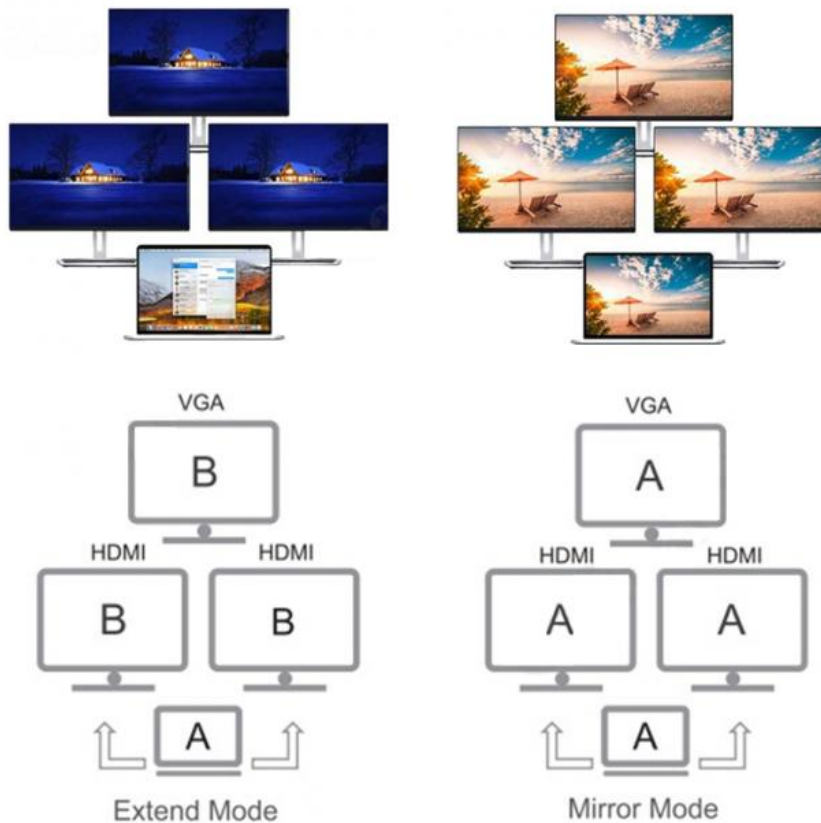 VGA
B
HDMI HDMI
B B
A
Extend Mode
VGA
A
HDMI HDMI
A A
A
Mirror Mode